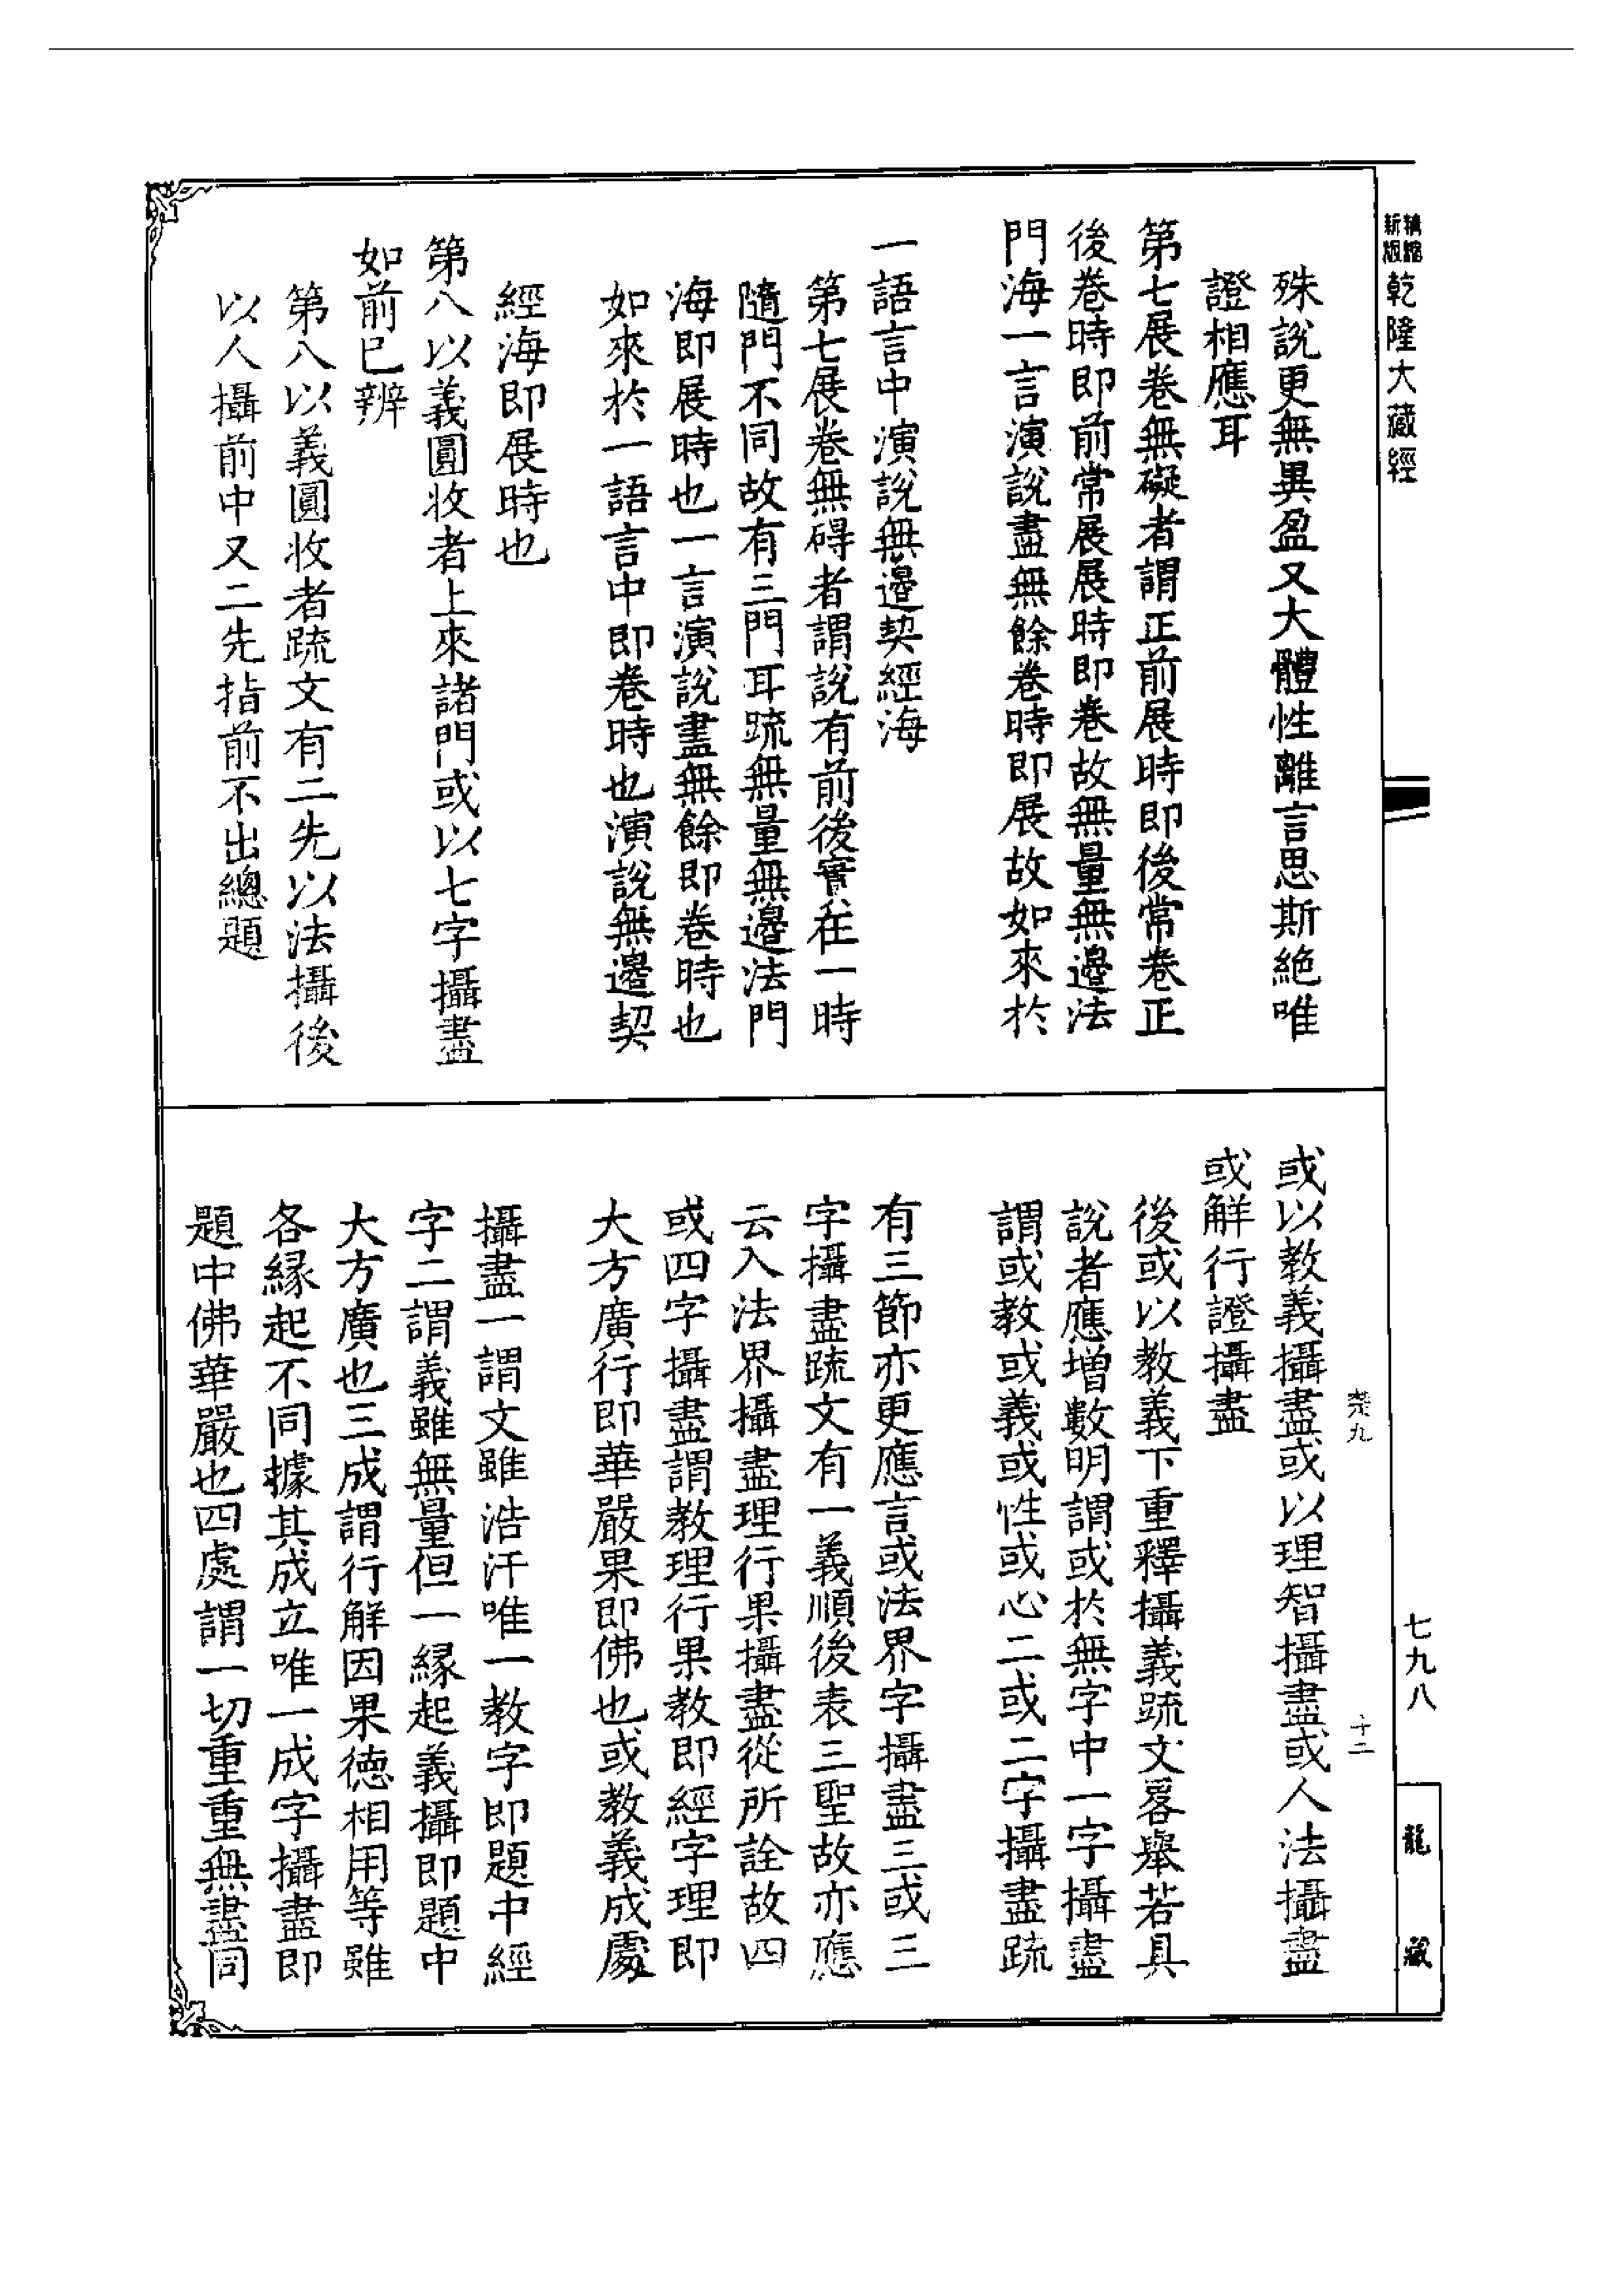 精縮
新版
乾隆大藏經
殊說更無異盈又大體性離言思斯絶唯
證相應耳
第七展卷無礙者謂正前展時即後常卷正
後卷時即前常展展時即卷故無量無邊法
門海一言演說盡無餘卷時即展故如來於
一語言中演説無邊契經海
第七展卷無碍者謂説有前後實在一時
隨門不同故有三門耳䟽無量無邊法門
海即展時也一言演說盡無餘即卷時也
如來於一語言中即卷時也演說無邊契
經海即展時也
第八以義圓收者上來諸門或以七字攝盡
如前已辨
第八以義圓收者䟽文有二先以法攝後
以人攝前中又二先指前不出總題
或以教義攝盡或以理智攝盡或人法攝盡
或解行證攝盡
後或以教義下重釋攝義䟽文畧舉若具
說者應增數明謂或於無字中一字攝盡
謂或教或義或性或心二或二字攝盡䟽
有三節亦更應言或法界字攝盡三或三
字攝盡䟽文有一義順後表三聖故亦應
云入法界攝盡理行果攝盡從所詮故四
或四字攝盡謂教理行果教即經字理即
大方廣行即華嚴果即佛也或教義成處
攝盡一謂文雖浩汗唯一教字即題中經
字二謂義雖無量但一緣起義攝即題中
大方廣也三成謂行解因果德相用等雖
各緣起不同據其成立唯一成字攝盡即
題中佛華嚴也四處謂一切重重無盡同
九
十二
七九八
龍藏